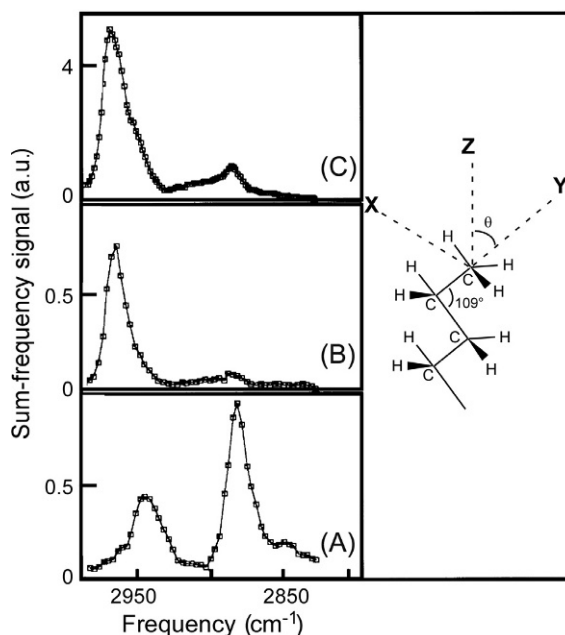 Sum-frequency signal (a.u.)
4
0
(C)
0.5
0
(B)
0.5
0
(A)
2950
2850
Frequency (cm⁻¹)
Z
Y
X
θ
H
H
H
C
H
H
C
109°
H
H
C
H
H
C
H